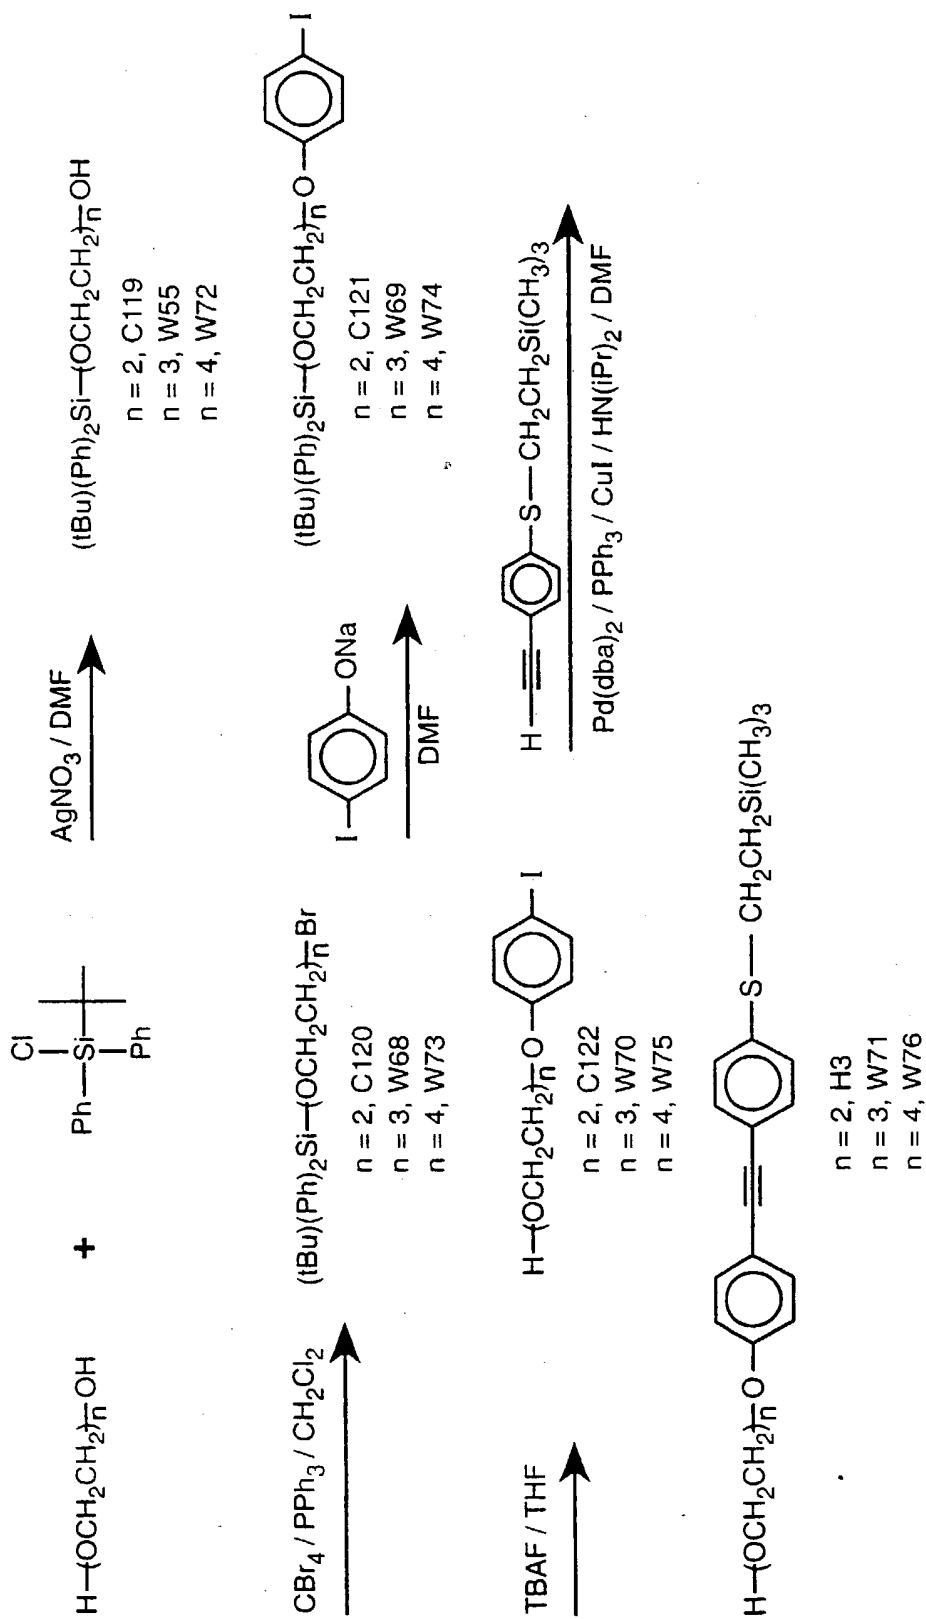 H-(OCH2CH2)n-OH + Ph-Si(Cl)(Ph) AgNO3 / DMF (tBu)(Ph)2Si-(OCH2CH2)n-OH
n = 2, C119
n = 3, W55
n = 4, W72
CBr4 / PPh3 / CH2Cl2 (tBu)(Ph)2Si-(OCH2CH2)n-Br I ONa DMF (tBu)(Ph)2Si-(OCH2CH2)n-O I
n = 2, C120
n = 3, W68
n = 4, W73
n = 2, C121
n = 3, W69
n = 4, W74
TBAF / THF H-(OCH2CH2)n-O I H S-CH2CH2Si(CH3)3
Pd(dba)2 / PPh3 / CuI / HN(iPr)2 / DMF
n = 2, C122
n = 3, W70
n = 4, W75
H-(OCH2CH2)n-O S-CH2CH2Si(CH3)3
n = 2, H3
n = 3, W71
n = 4, W76